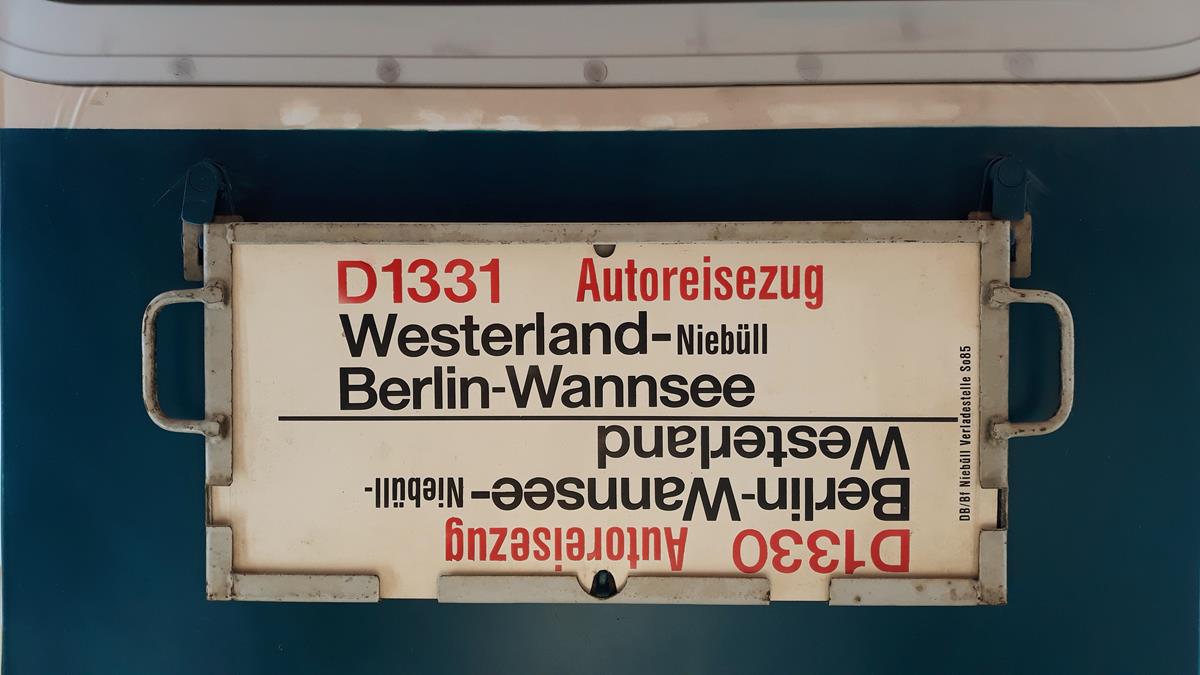 D1331 Autoreisezug
Westerland-Niebüll
Berlin-Wannsee
D1330 Autoreisezug
Berlin-Wannsee-Niebüll-
Westerland
DB/Bf Niebüll Verladestelle So85